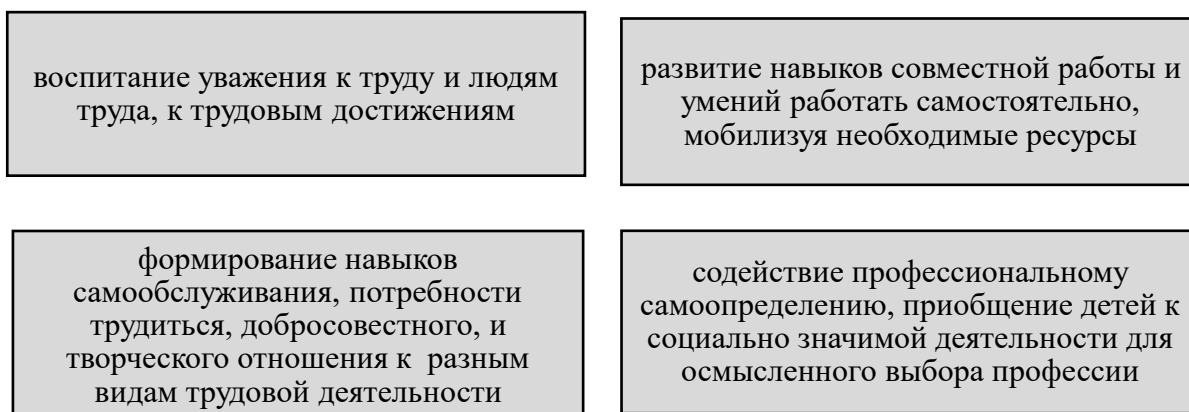 воспитание уважения к труду и людям
труда, к трудовым достижениям
развитие навыков совместной работы и
умений работать самостоятельно,
мобилизуя необходимые ресурсы
формирование навыков
самообслуживания, потребности
трудиться, добросовестного, и
творческого отношения к разным
видам трудовой деятельности
содействие профессиональному
самоопределению, приобщение детей к
социально значимой деятельности для
осмысленного выбора профессии